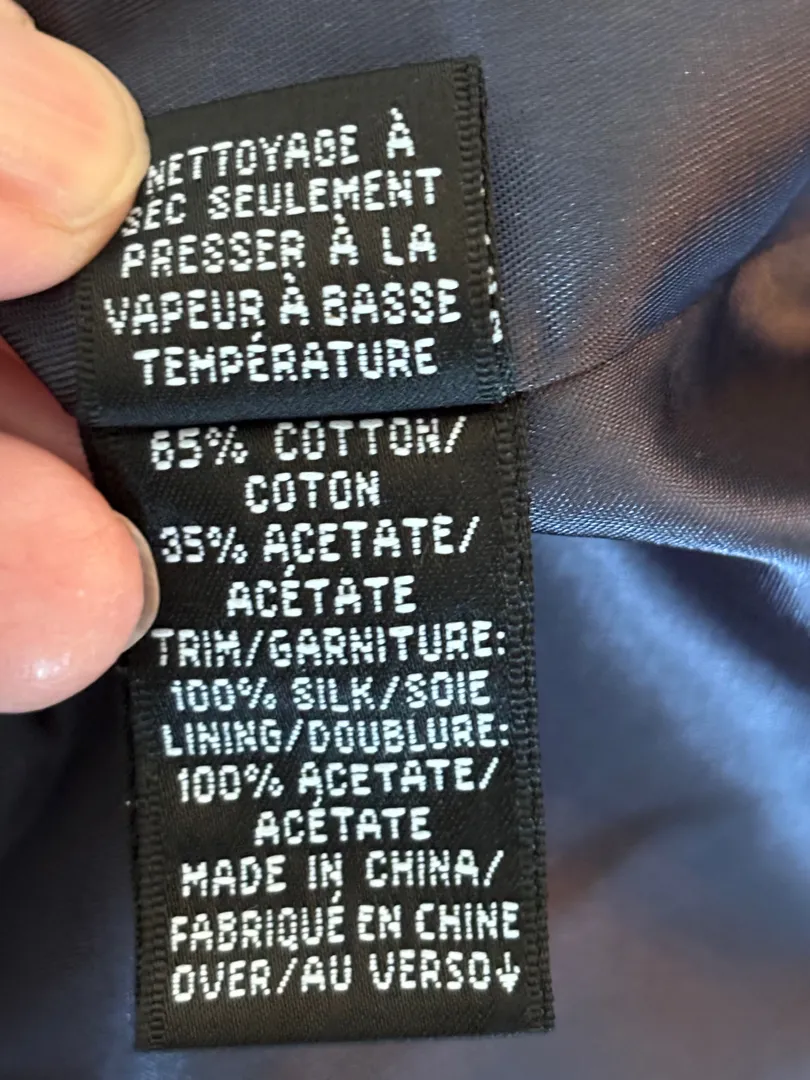 NETTOYAGE À
SEC SEULEMENT
PRESSER À LA
VAPEUR À BASSE
TEMPÉRATURE
65% COTTON/
COTON
35% ACETATE/
ACÉTATE
TRIM/GARNITURE:
100% SILK/SOIE
LINING/DOUBLURE:
100% ACETATE/
ACÉTATE
MADE IN CHINA/
FABRIQUÉ EN CHINE
OVER/AU VERSO↓